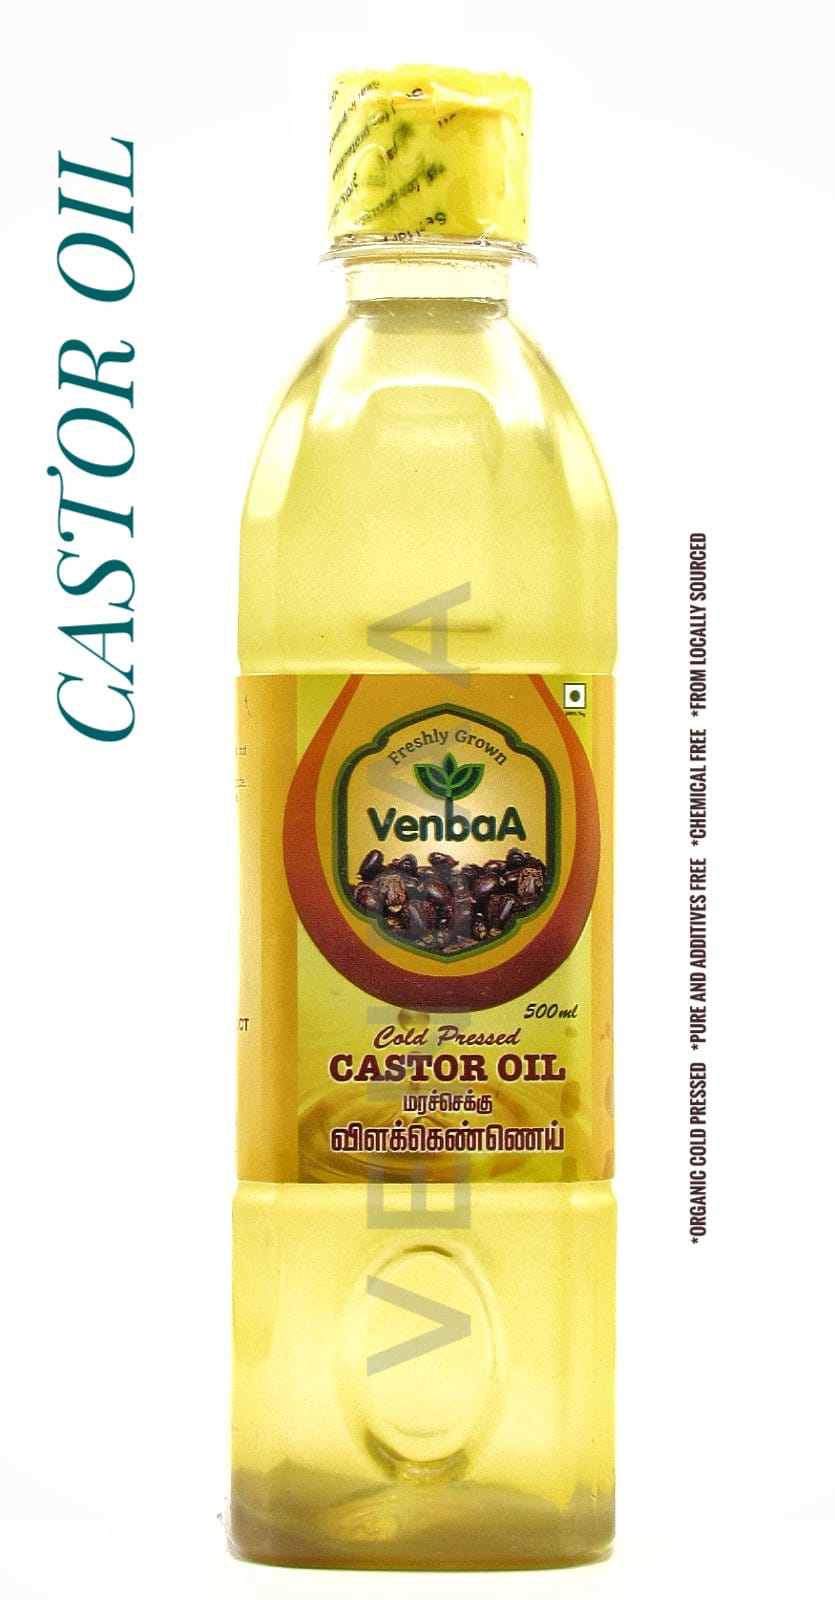 CASTOR OIL
Freshly Grown
VenbaA
500ml
Cold Pressed
CASTOR OIL
மரச்செக்கு
விளக்கெண்ணெய்
VENBAA
*ORGANIC COLD PRESSED *PURE AND ADDITIVES FREE *CHEMICAL FREE *FROM LOCALLY SOURCED